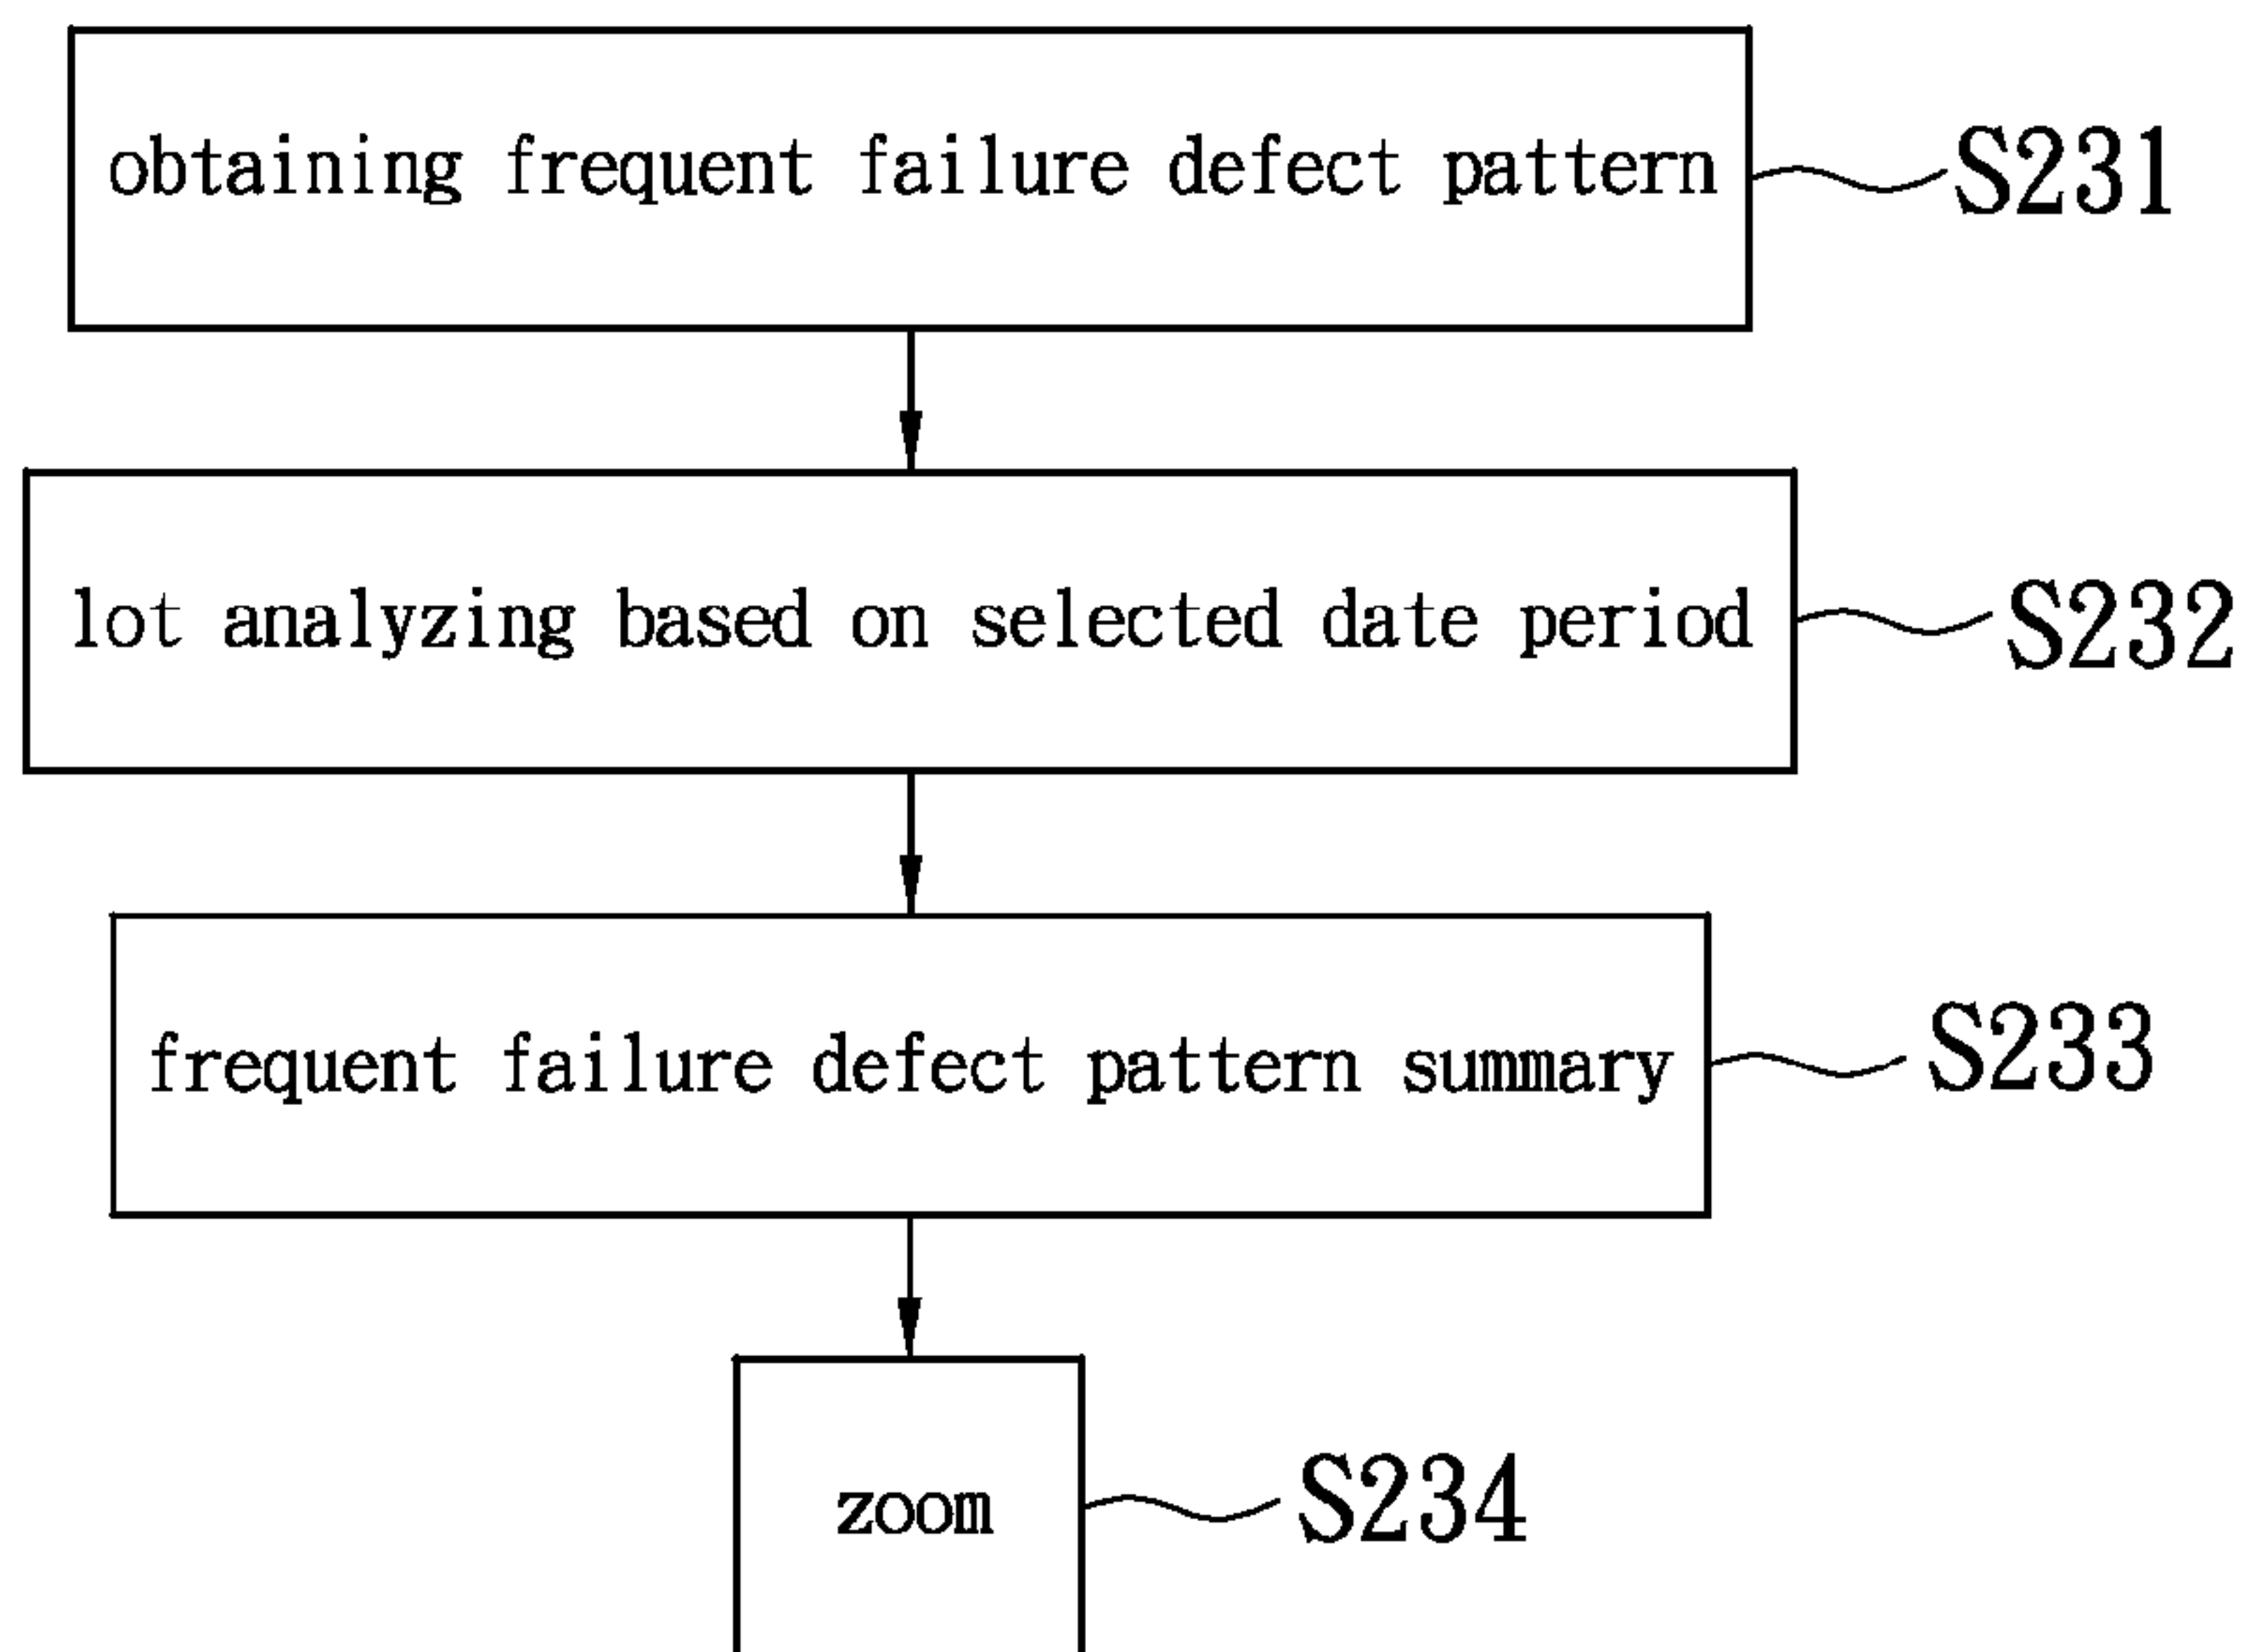 obtaining frequent failure defect pattern S231
lot analyzing based on selected date period S232
frequent failure defect pattern summary S233
zoom S234